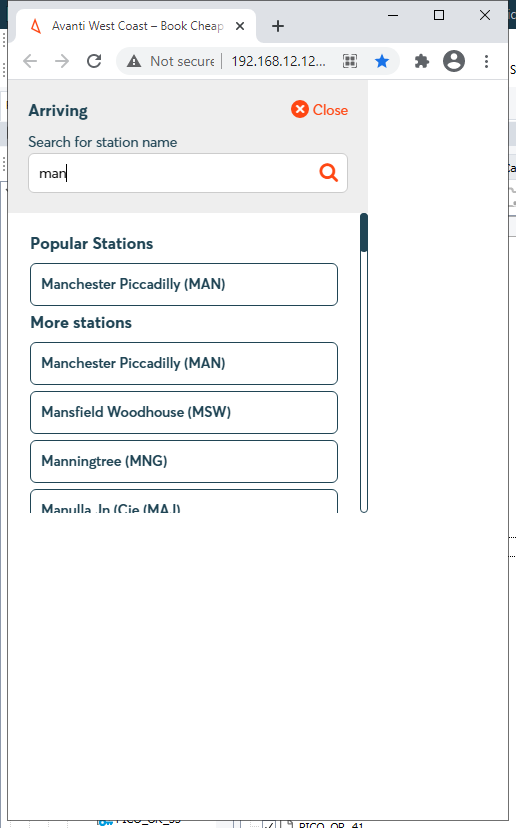 Avanti West Coast – Book Cheap
Not secure
192.168.12.12...
Arriving
Close
Search for station name
man
Popular Stations
Manchester Piccadilly (MAN)
More stations
Manchester Piccadilly (MAN)
Mansfield Woodhouse (MSW)
Manningtree (MNG)
Manulla Jn (Cie (MAJ)
PICO_OR_41